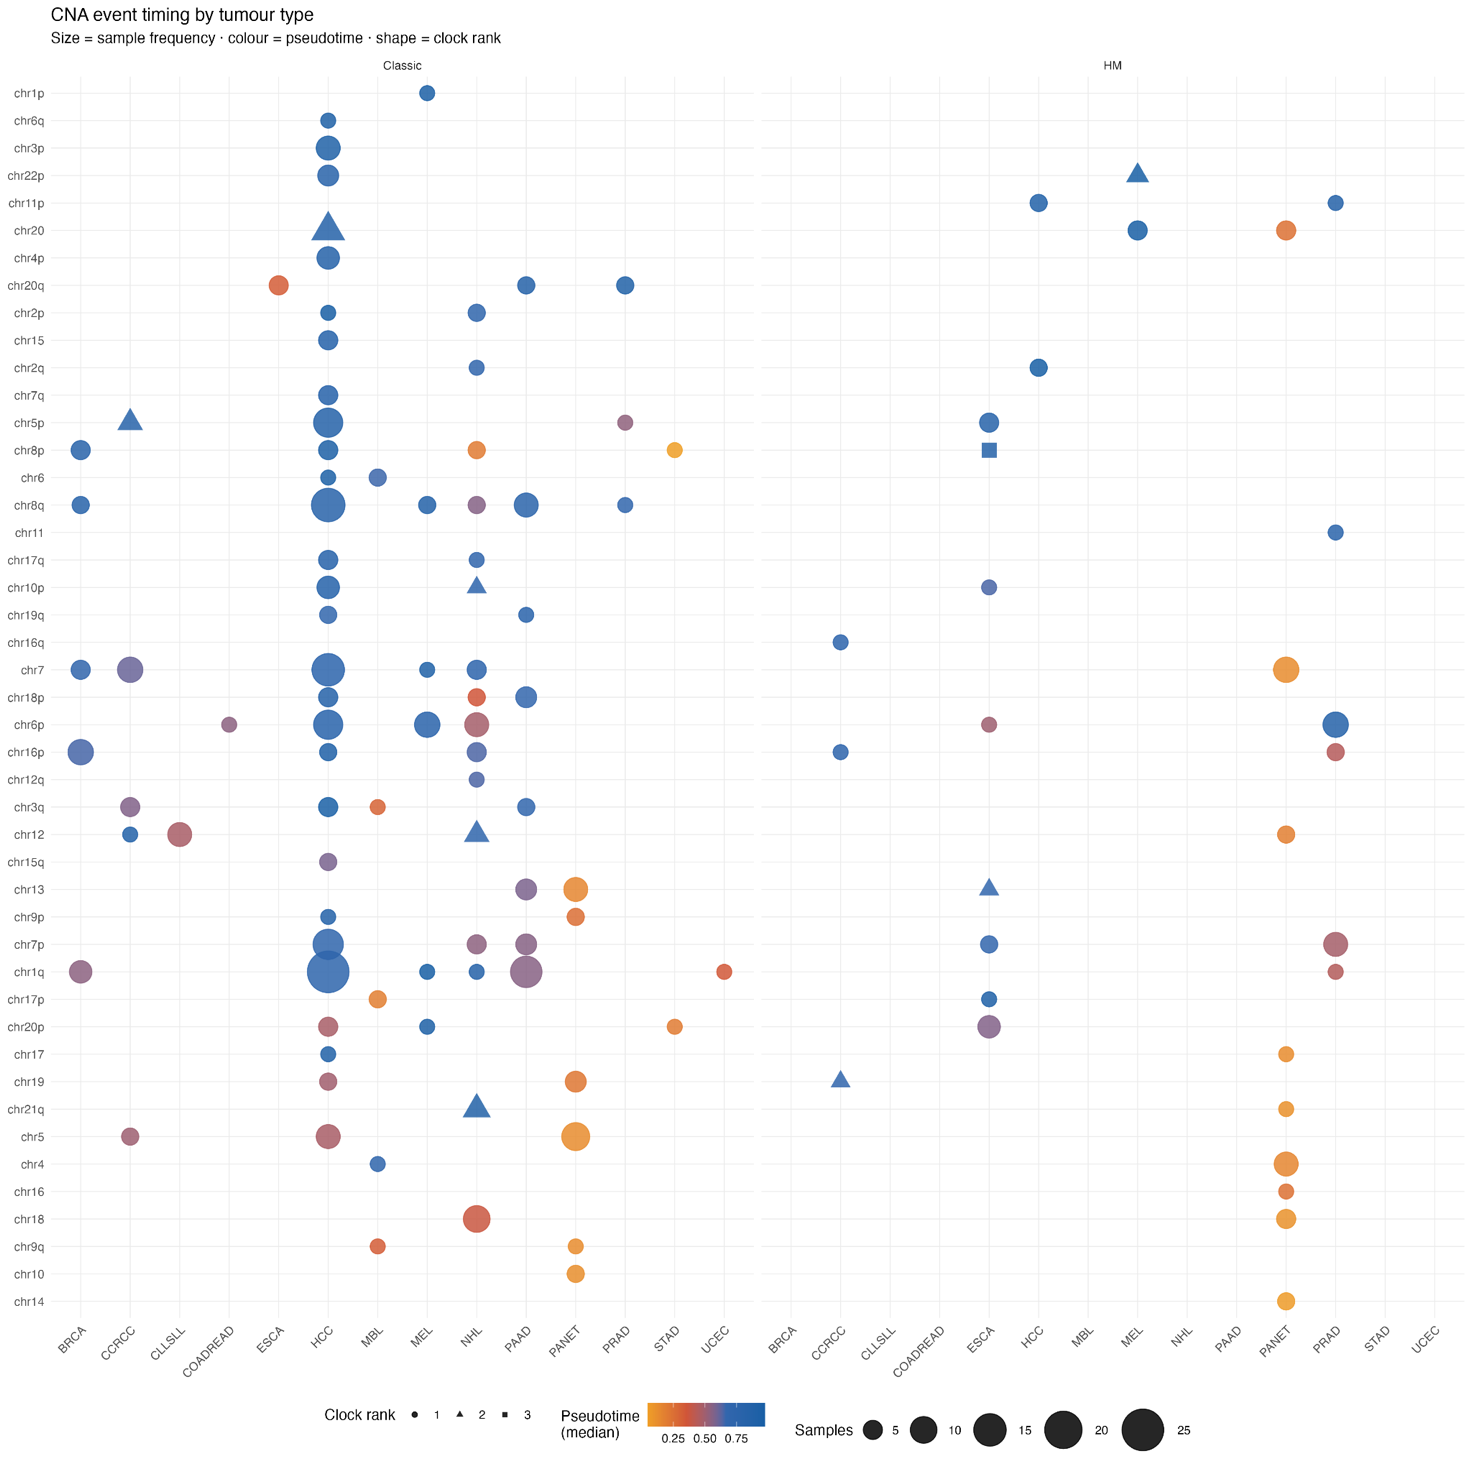 CNA event timing by tumour type
Size = sample frequency · colour = pseudotime · shape = clock rank
Classic
HM
chr1p
chr6q
chr3p
chr22p
chr11p
chr20
chr4p
chr20q
chr2p
chr15
chr2q
chr7q
chr5p
chr8p
chr6
chr8q
chr11
chr17q
chr10p
chr19q
chr16q
chr7
chr18p
chr6p
chr16p
chr12q
chr3q
chr12
chr15q
chr13
chr9p
chr7p
chr1q
chr17p
chr20p
chr17
chr19
chr21q
chr5
chr4
chr16
chr18
chr9q
chr10
chr14
BRCA CCRCC CLLSLL COADREAD ESCA HCC MBL MEL NHL PAAD PANET PRAD STAD UCEC
BRCA CCRCC CLLSLL COADREAD ESCA HCC MBL MEL NHL PAAD PANET PRAD STAD UCEC
Clock rank 1 2 3
Pseudotime
(median)
0.25 0.50 0.75
Samples 5 10 15 20 25